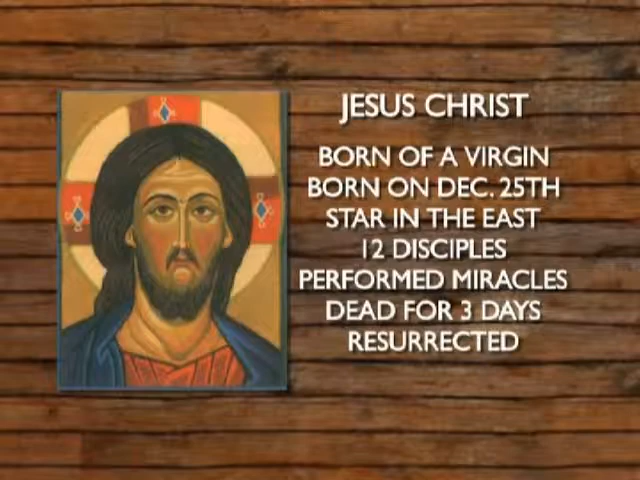 JESUS CHRIST
BORN OF A VIRGIN
BORN ON DEC. 25TH
STAR IN THE EAST
12 DISCIPLES
PERFORMED MIRACLES
DEAD FOR 3 DAYS
RESURRECTED